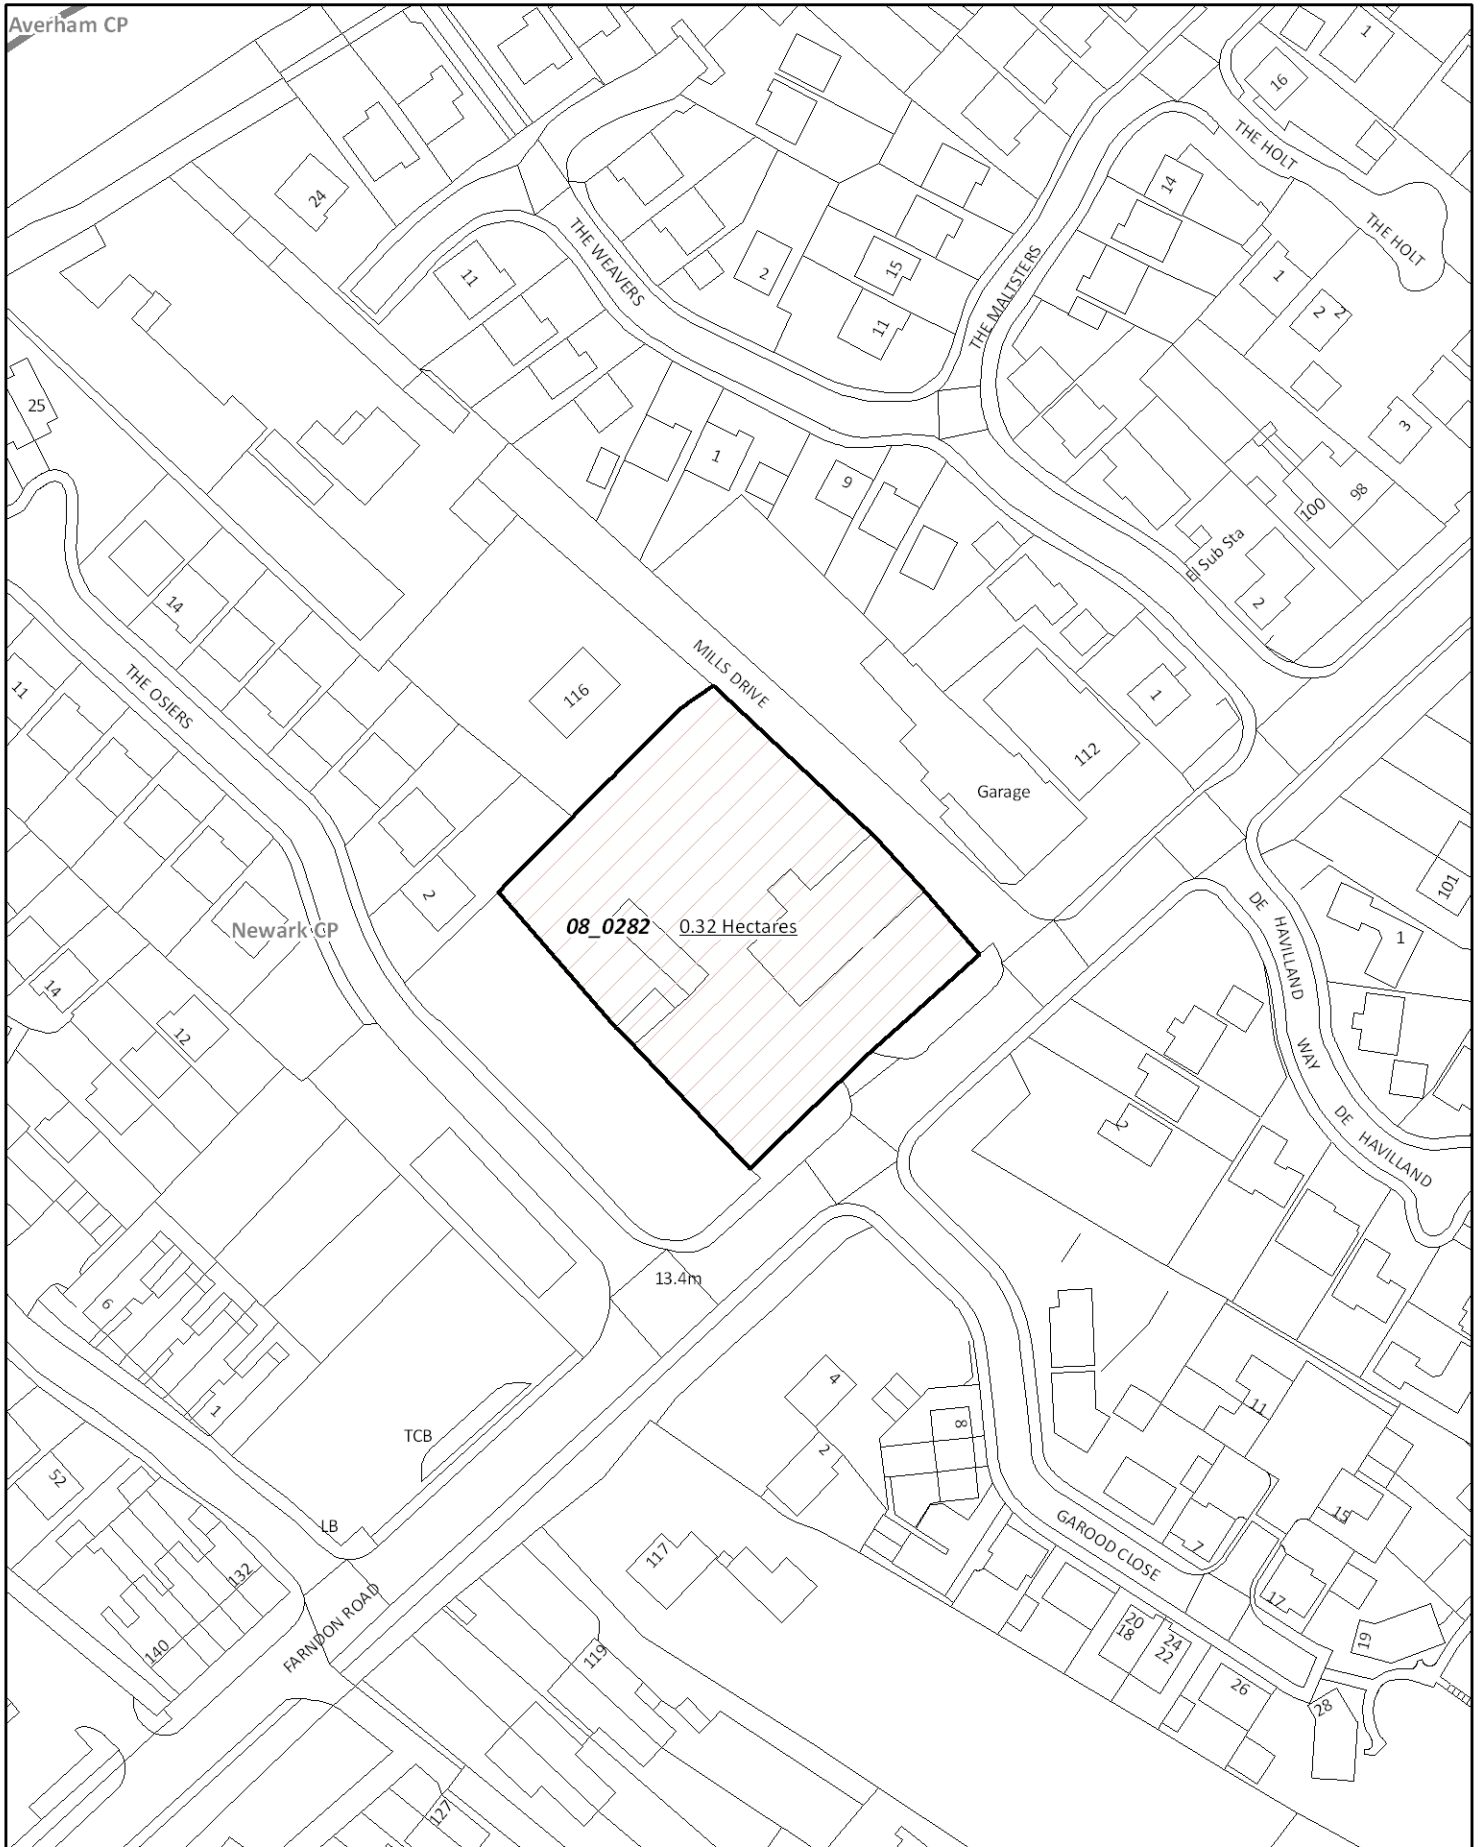 Averham CP
1
16
THE HOLT
THE HOLT
14
24
THE WEAVERS
11
2
15
11
THE MALTSTERS
1
2
2
25
3
1
9
98
100
El Sub Sta
2
14
THE OSIERS
11
116
MILLS DRIVE
1
112
Garage
2
101
08_0282
0.32 Hectares
Newark CP
DE HAVILLAND WAY
1
14
12
2
DE HAVILLAND
13.4m
6
1
TCB
4
8
2
11
52
LB
15
GAROOD CLOSE
7
117
132
17
FARNDON ROAD
140
20
18
24
22
19
119
26
28
127